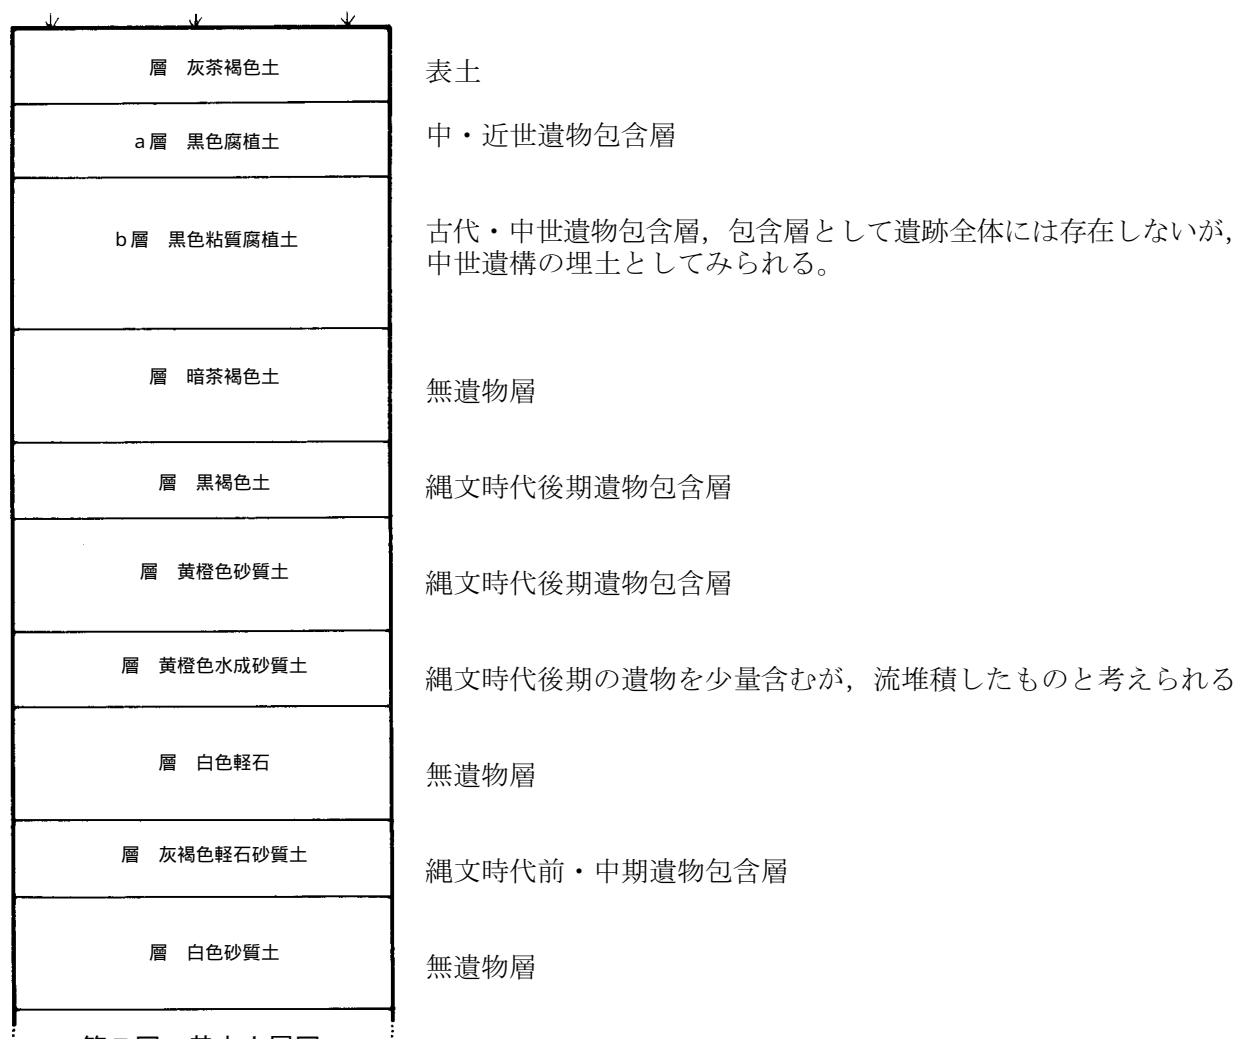 層　灰茶褐色土
表土
a層　黒色腐植土
中・近世遺物包含層
b層　黒色粘質腐植土
古代・中世遺物包含層，包含層として遺跡全体には存在しないが，
中世遺構の埋土としてみられる。
層　暗茶褐色土
無遺物層
層　黒褐色土
縄文時代後期遺物包含層
層　黄橙色砂質土
縄文時代後期遺物包含層
層　黄橙色水成砂質土
縄文時代後期の遺物を少量含むが，流堆積したものと考えられる
層　白色軽石
無遺物層
層　灰褐色軽石砂質土
縄文時代前・中期遺物包含層
層　白色砂質土
無遺物層